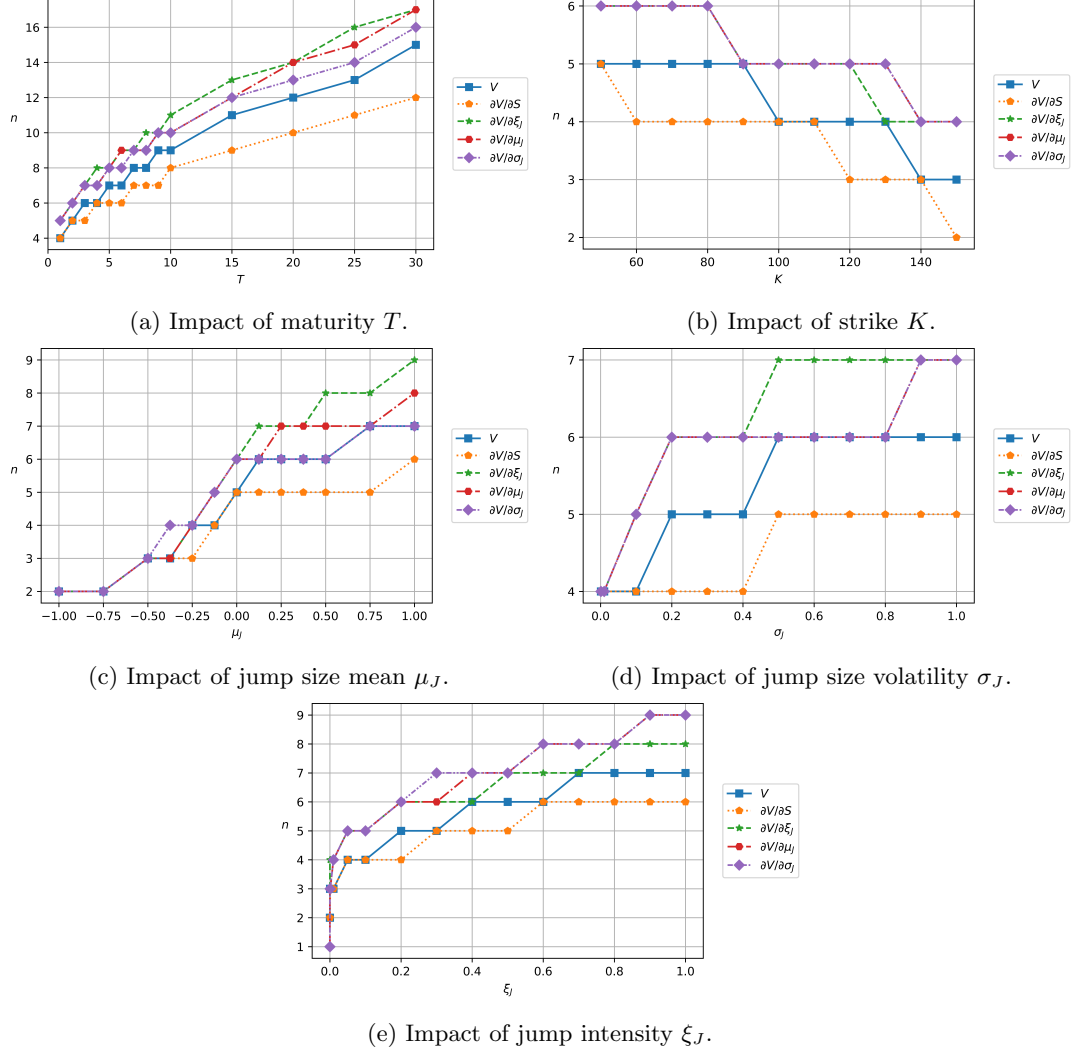 16
14
12
10
8
6
4
n
0
5
10
15
20
25
30
T
V
∂V/∂S
∂V/∂ξJ
∂V/∂μJ
∂V/∂σJ
(a) Impact of maturity T.
6
5
4
3
2
n
60
80
100
120
140
K
V
∂V/∂S
∂V/∂ξJ
∂V/∂μJ
∂V/∂σJ
(b) Impact of strike K.
9
8
7
6
5
4
3
2
n
−1.00
−0.75
−0.50
−0.25
0.00
0.25
0.50
0.75
1.00
μJ
V
∂V/∂S
∂V/∂ξJ
∂V/∂μJ
∂V/∂σJ
(c) Impact of jump size mean μJ.
7
6
5
4
n
0.0
0.2
0.4
0.6
0.8
1.0
σJ
V
∂V/∂S
∂V/∂ξJ
∂V/∂μJ
∂V/∂σJ
(d) Impact of jump size volatility σJ.
9
8
7
6
5
4
3
2
1
n
0.0
0.2
0.4
0.6
0.8
1.0
ξJ
V
∂V/∂S
∂V/∂ξJ
∂V/∂μJ
∂V/∂σJ
(e) Impact of jump intensity ξJ.